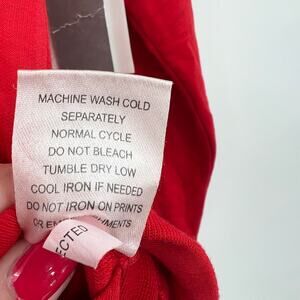 MACHINE WASH COLD
SEPARATELY
NORMAL CYCLE
DO NOT BLEACH
TUMBLE DRY LOW
COOL IRON IF NEEDED
DO NOT IRON ON PRINTS
OR